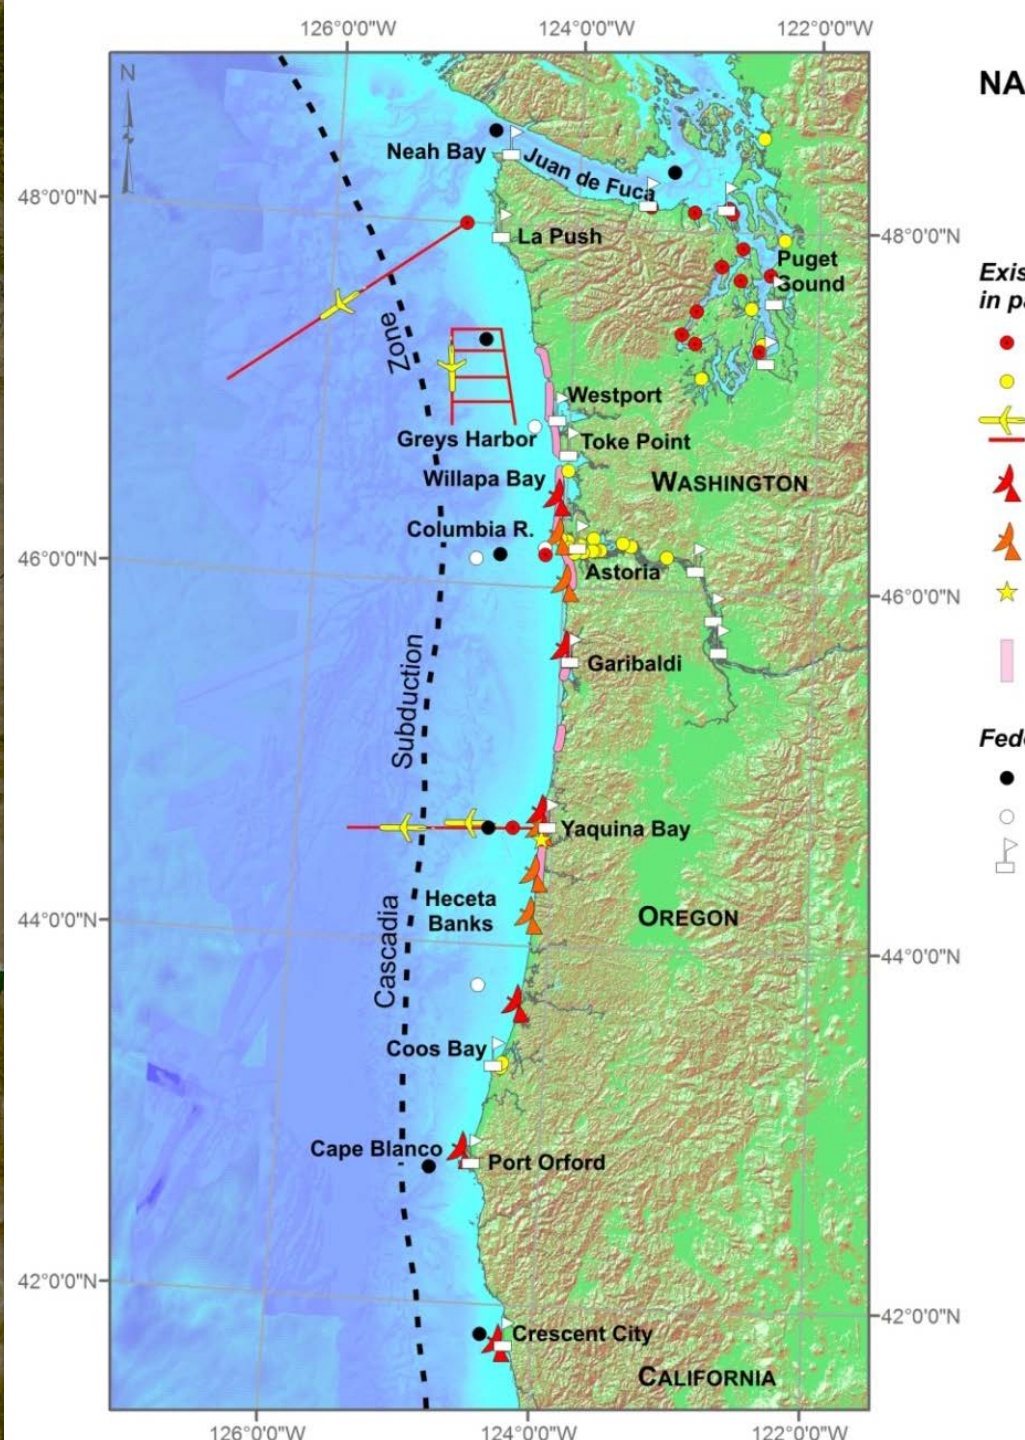 126°0'0"W
124°0'0"W
122°0'0"W
N
NA
Neah Bay
Juan de Fuca
48°0'0"N
La Push
48°0'0"N
Puget
Sound
Exis
in pa
Zone
Westport
Greys Harbor
Toke Point
Willapa Bay
WASHINGTON
Columbia R.
46°0'0"N
Astoria
46°0'0"N
Subduction
Garibaldi
Fede
Yaquina Bay
Heceta
Banks
44°0'0"N
OREGON
Cascadia
44°0'0"N
Coos Bay
Cape Blanco
Port Orford
42°0'0"N
42°0'0"N
Crescent City
CALIFORNIA
126°0'0"W
124°0'0"W
122°0'0"W